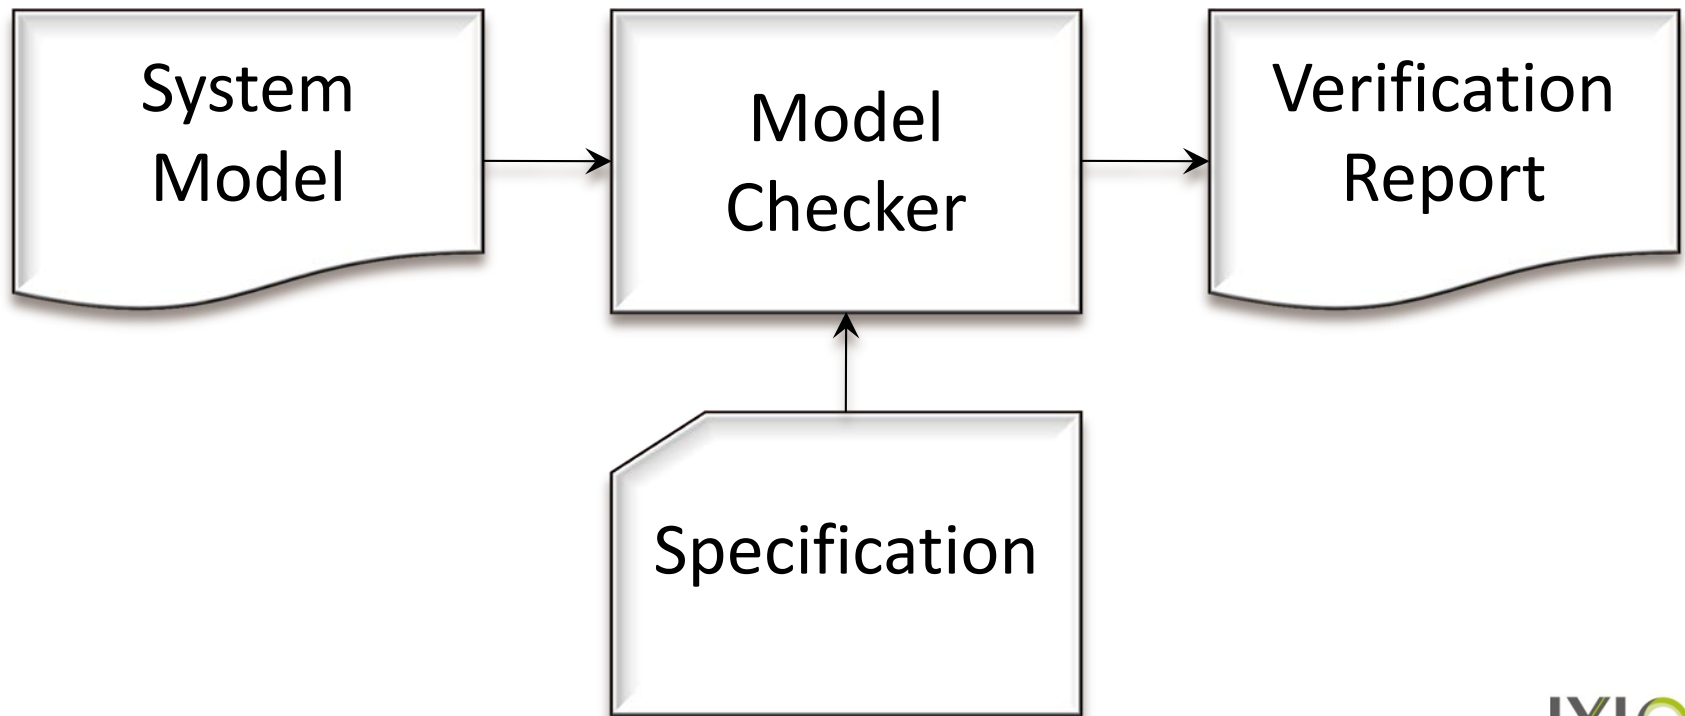 System
Model
Model
Checker
Verification
Report
Specification